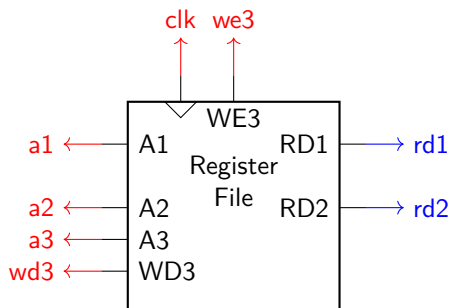 clk we3
WE3
a1 A1 RD1 rd1
Register
File
a2 A2 RD2 rd2
a3 A3
wd3 WD3